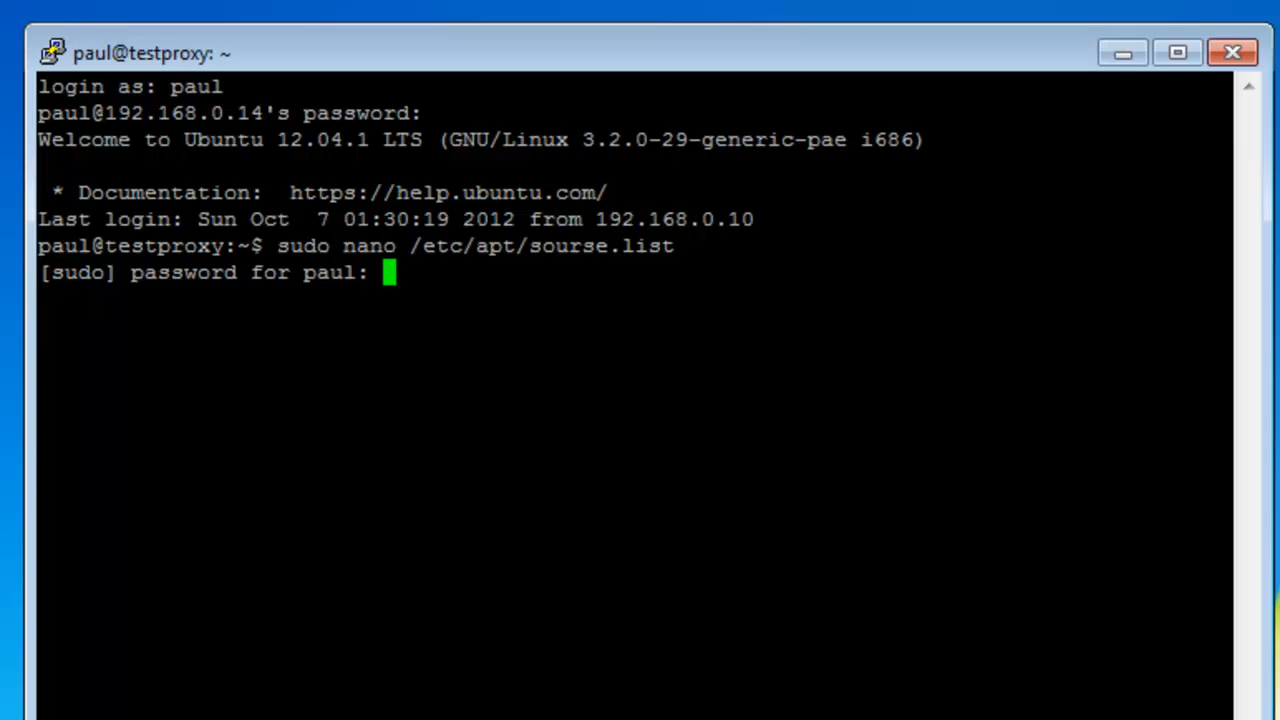 paul@testproxy: ~
login as: paul
paul@192.168.0.14's password:
Welcome to Ubuntu 12.04.1 LTS (GNU/Linux 3.2.0-29-generic-pae i686)
* Documentation:  https://help.ubuntu.com/
Last login: Sun Oct  7 01:30:19 2012 from 192.168.0.10
paul@testproxy:~$ sudo nano /etc/apt/sourse.list
[sudo] password for paul: